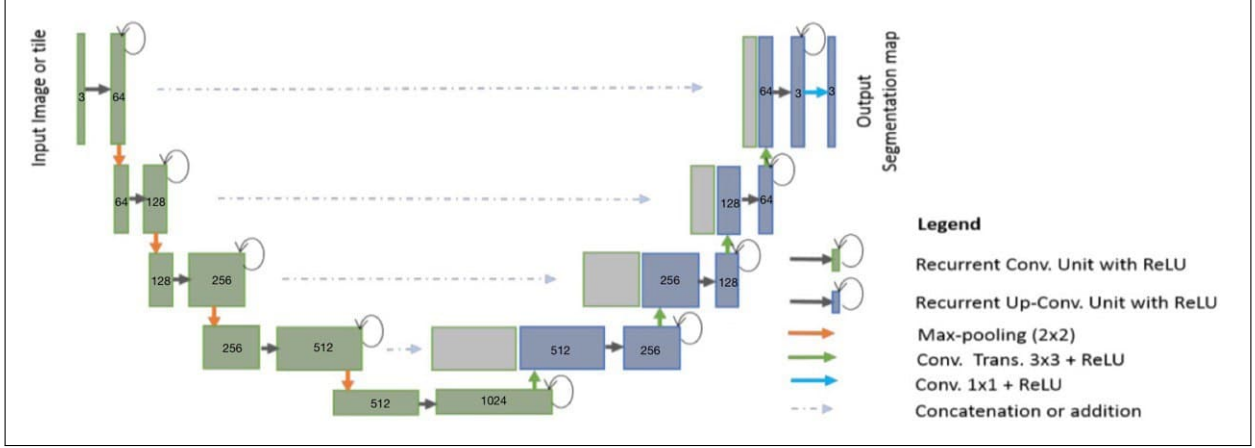 Input Image or tile
3
64
64
3
3
Output
Segmentation map
64
128
128
64
128
256
256
128
256
512
512
256
512
1024
Legend
Recurrent Conv. Unit with ReLU
Recurrent Up-Conv. Unit with ReLU
Max-pooling (2x2)
Conv. Trans. 3x3 + ReLU
Conv. 1x1 + ReLU
Concatenation or addition